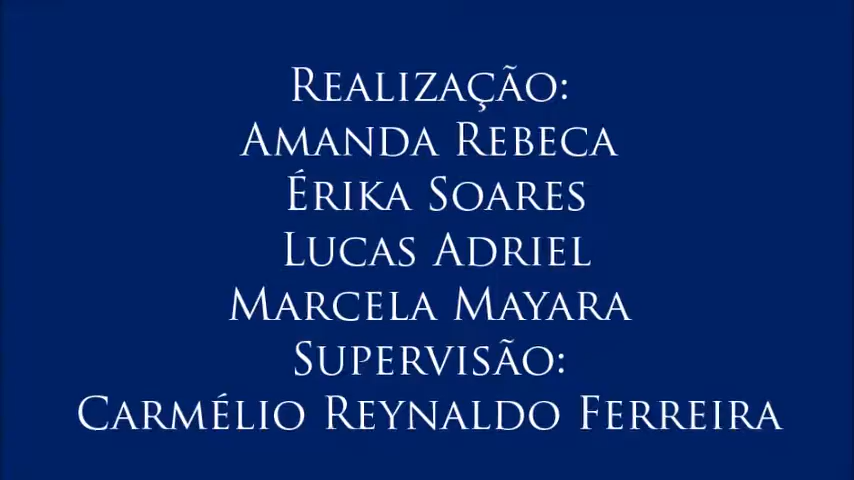 Realização:
Amanda Rebeca
Érika Soares
Lucas Adriel
Marcela Mayara
Supervisão:
Carmélio Reynaldo Ferreira